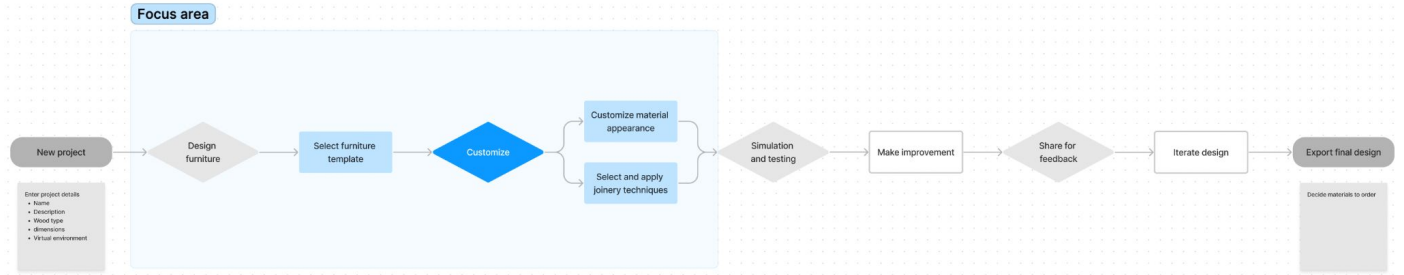 Focus area
New project
Design
furniture
Select furniture
template
Customize
Customize material
appearance
Select and apply
joinery techniques
Simulation
and testing
Make improvement
Share for
feedback
Iterate design
Export final design
Enter project details
• Name
• Description
• Wood type
• dimensions
• Virtual environment
Decide materials to order